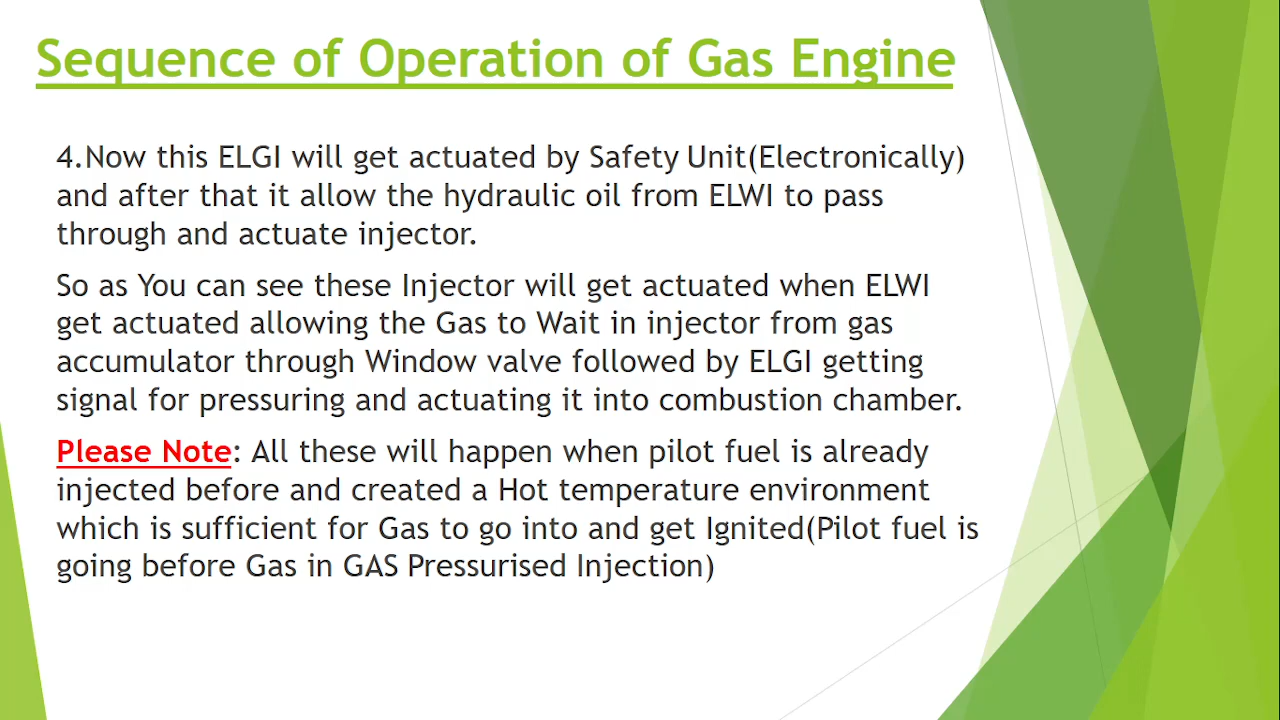 Sequence of Operation of Gas Engine
4.Now this ELGI will get actuated by Safety Unit(Electronically)
and after that it allow the hydraulic oil from ELWI to pass
through and actuate injector.
So as You can see these Injector will get actuated when ELWI
get actuated allowing the Gas to Wait in injector from gas
accumulator through Window valve followed by ELGI getting
signal for pressuring and actuating it into combustion chamber.
Please Note: All these will happen when pilot fuel is already
injected before and created a Hot temperature environment
which is sufficient for Gas to go into and get Ignited(Pilot fuel is
going before Gas in GAS Pressurised Injection)